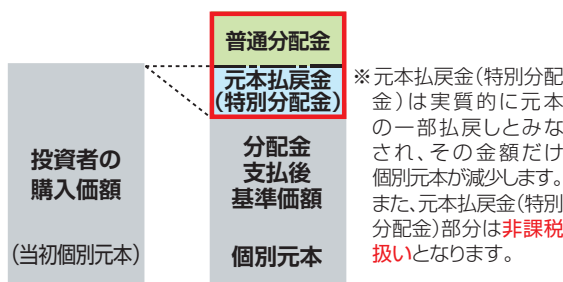 普通分配金
元本払戻金
(特別分配金)
投資者の
購入価額
(当初個別元本)
分配金
支払後
基準価額
個別元本
※元本払戻金(特別分配
金)は実質的に元本
の一部払戻しとみな
され、その金額だけ
個別元本が減少します。
また、元本払戻金(特別
分配金)部分は非課税
扱いとなります。